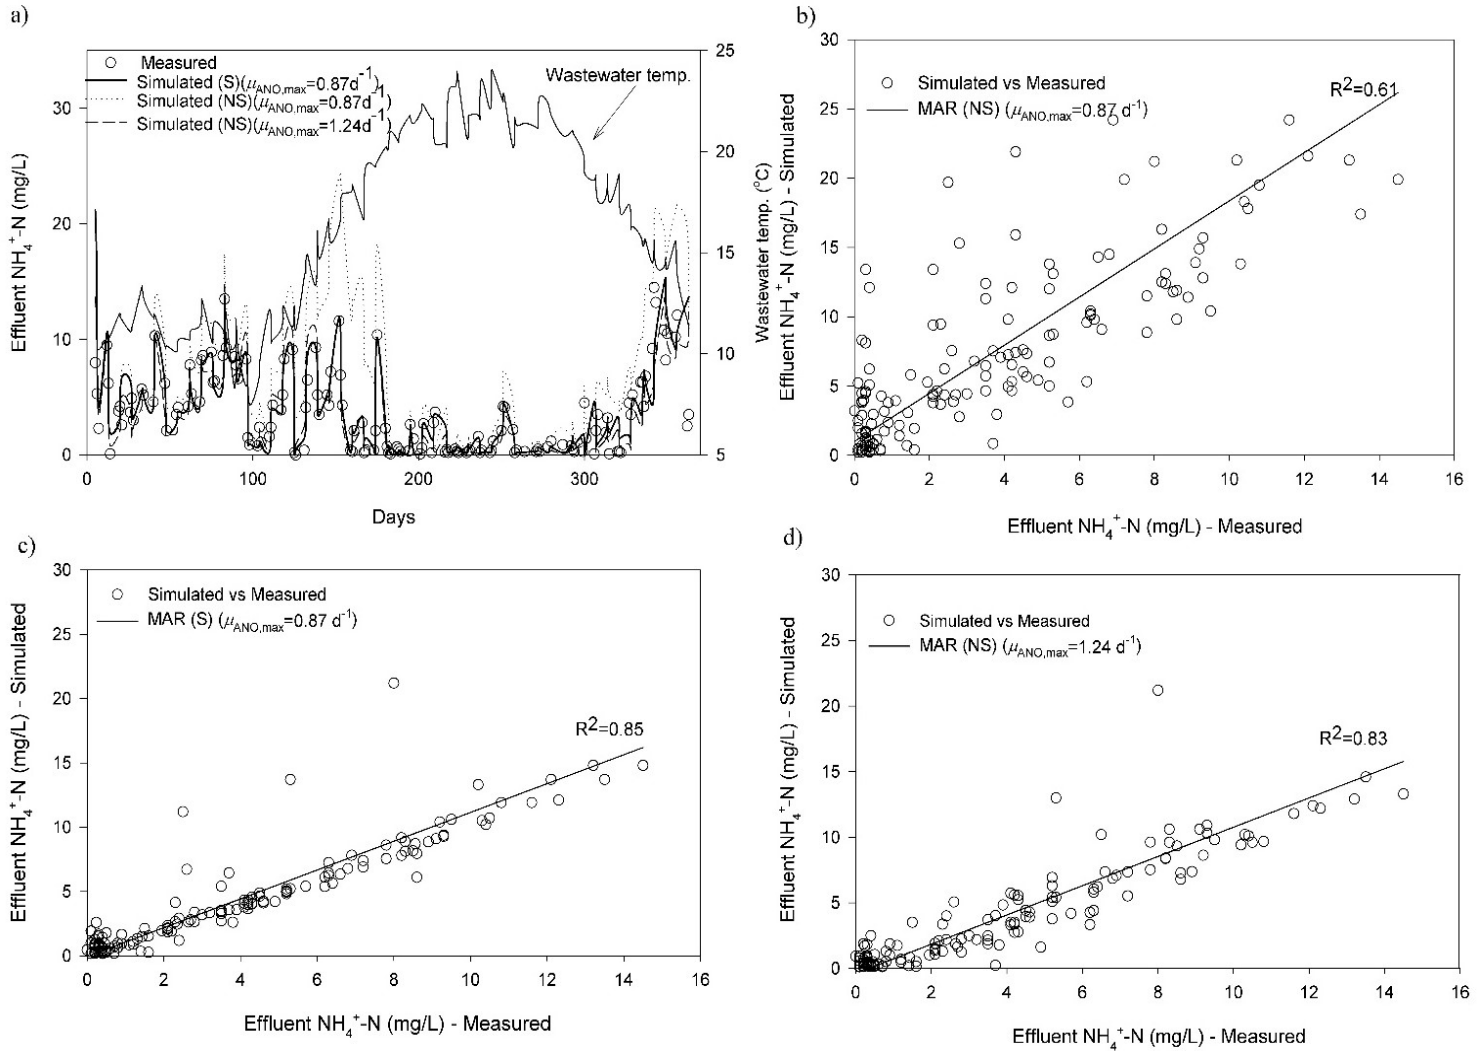 a)
Measured
Simulated (S)(μANO,max=0.87d-1)
Simulated (NS)(μANO,max=0.87d-1)
Simulated (NS)(μANO,max=1.24d-1)
Wastewater temp.
Effluent NH4+-N (mg/L)
30
20
10
0
25
20
15
10
5
Wastewater temp. (oC)
0 100 200 300
Days
b)
Simulated vs Measured
MAR (NS) (μANO,max=0.87 d-1)
R2=0.61
Effluent NH4+-N (mg/L) - Simulated
30
25
20
15
10
5
0
0 2 4 6 8 10 12 14 16
Effluent NH4+-N (mg/L) - Measured
c)
Simulated vs Measured
MAR (S) (μANO,max=0.87 d-1)
R2=0.85
Effluent NH4+-N (mg/L) - Simulated
30
25
20
15
10
5
0
0 2 4 6 8 10 12 14 16
Effluent NH4+-N (mg/L) - Measured
d)
Simulated vs Measured
MAR (NS) (μANO,max=1.24 d-1)
R2=0.83
Effluent NH4+-N (mg/L) - Simulated
30
25
20
15
10
5
0
0 2 4 6 8 10 12 14 16
Effluent NH4+-N (mg/L) - Measured